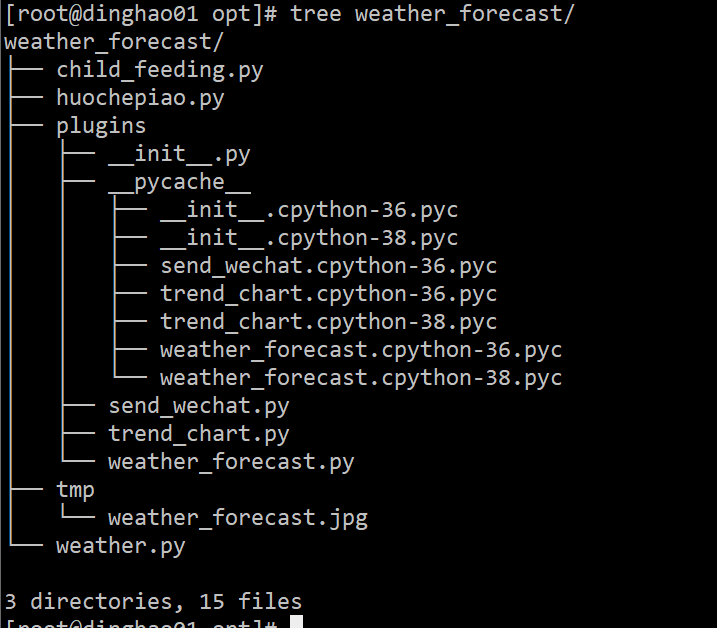 [root@dinghao01 opt]# tree weather_forecast/
weather_forecast/
├── child_feeding.py
├── huochepiao.py
├── plugins
│   ├── __init__.py
│   ├── __pycache__
│   │   ├── __init__.cpython-36.pyc
│   │   ├── __init__.cpython-38.pyc
│   │   ├── send_wechat.cpython-36.pyc
│   │   ├── trend_chart.cpython-36.pyc
│   │   ├── trend_chart.cpython-38.pyc
│   │   ├── weather_forecast.cpython-36.pyc
│   │   └── weather_forecast.cpython-38.pyc
│   ├── send_wechat.py
│   ├── trend_chart.py
│   └── weather_forecast.py
├── tmp
│   └── weather_forecast.jpg
└── weather.py
3 directories, 15 files
[root@dinghao01 opt]#